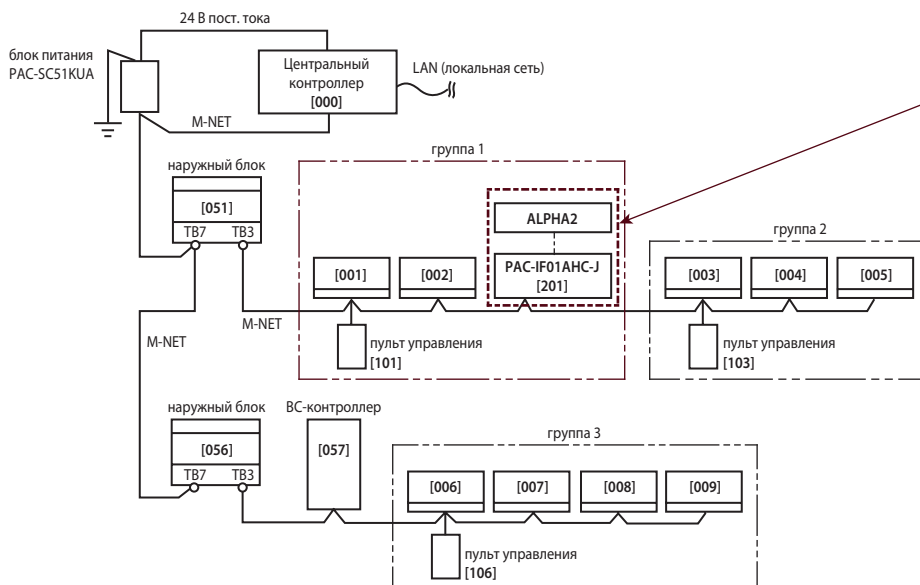 24 В пост. тока
блок питания
PAC-SC51KUA
Центральный
контроллер
[000]
LAN (локальная сеть)
M-NET
группа 1
наружный блок
[051]
TB7
TB3
ALPHA2
группа 2
[001]
[002]
PAC-IF01AHC-J
[201]
[003]
[004]
[005]
M-NET
M-NET
пульт управления
[101]
пульт управления
[103]
наружный блок
BC-контроллер
[056]
[057]
группа 3
TB7
TB3
[006]
[007]
[008]
[009]
пульт управления
[106]